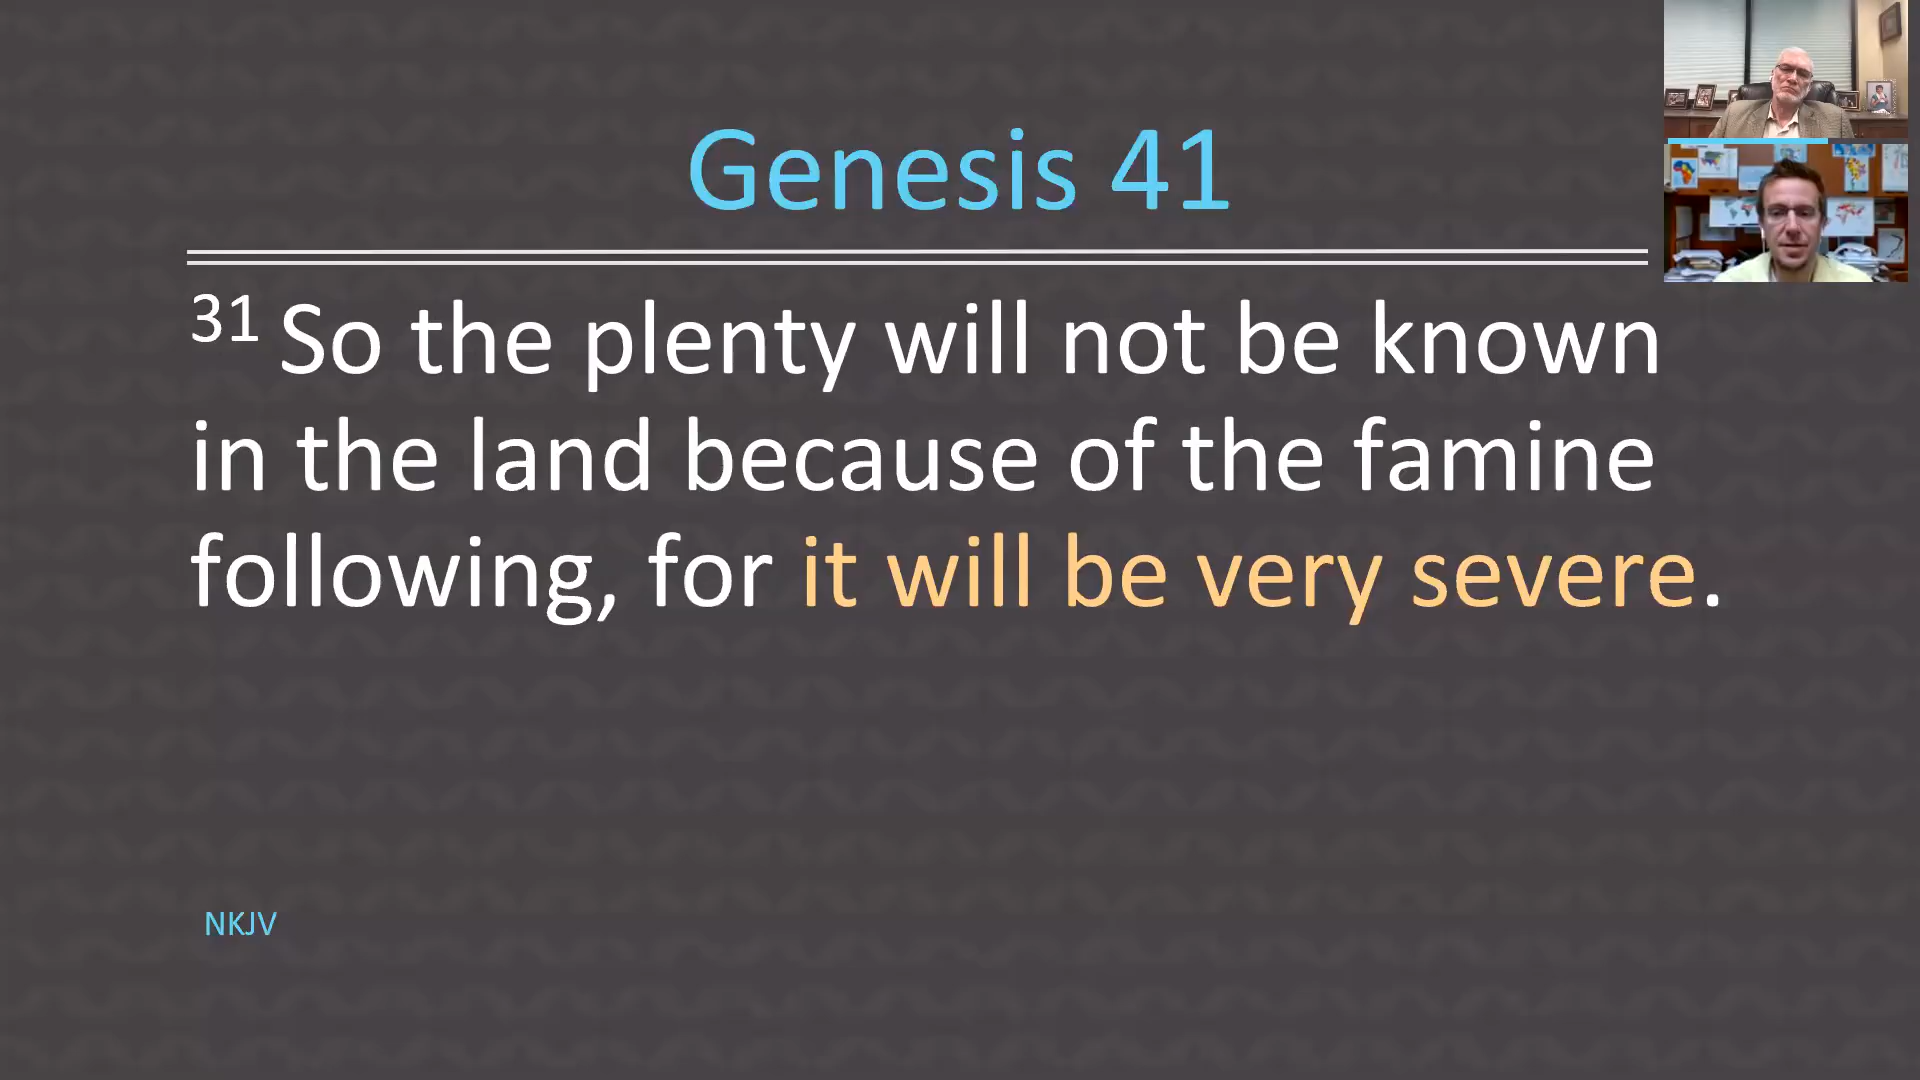 Genesis 41
31 So the plenty will not be known
in the land because of the famine
following, for it will be very severe.
NKJV